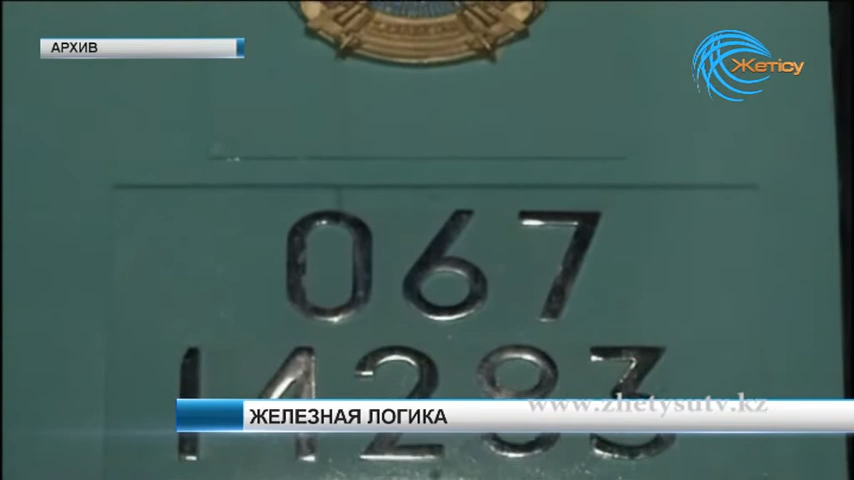 АРХИВ
Жетісу
067
14283
www.zhetysutv.kz
ЖЕЛЕЗНАЯ ЛОГИКА